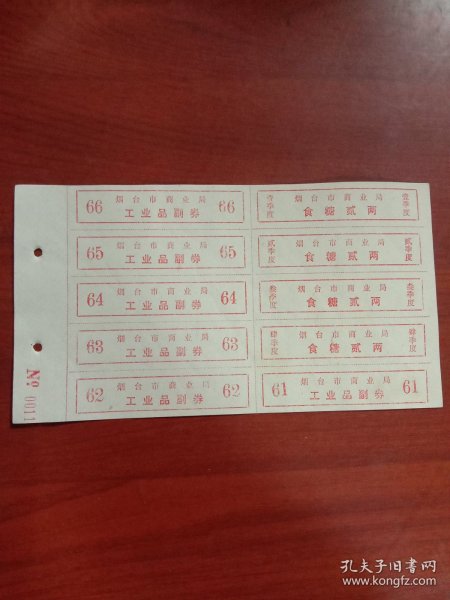 66 烟台市商业局 66
工业品副券
65 烟台市商业局 65
工业品副券
64 烟台市商业局 64
工业品副券
63 烟台市商业局 63
工业品副券
62 烟台市商业局 62
工业品副券
壹季度 烟台市商业局 壹季度
食糖贰两
贰季度 烟台市商业局 贰季度
食糖贰两
叁季度 烟台市商业局 叁季度
食糖贰两
肆季度 烟台市商业局 肆季度
食糖贰两
61 烟台市商业局 61
工业品副券
No 0011
孔夫子旧书网
www.kongfz.com